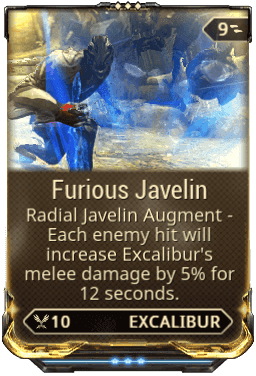 9
Furious Javelin
Radial Javelin Augment -
Each enemy hit will
increase Excalibur's
melee damage by 5% for
12 seconds.
10 EXCALIBUR